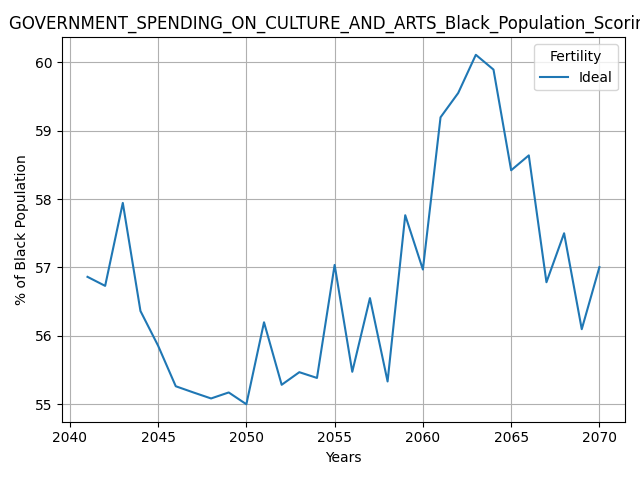 GOVERNMENT_SPENDING_ON_CULTURE_AND_ARTS_Black_Population_Scorin
Fertility
Ideal
% of Black Population
60
59
58
57
56
55
2040 2045 2050 2055 2060 2065 2070
Years